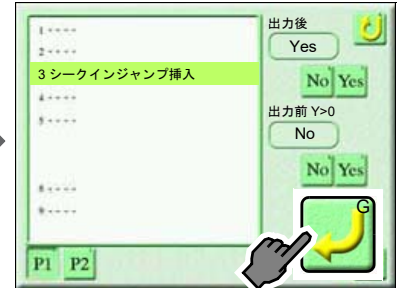 1 ----
2 ----
3 シークインジャンプ挿入
4 ----
5 ----
8 ----
9 ----
P1 P2
出力後
Yes
No Yes
出力前 Y>0
No
No Yes
G